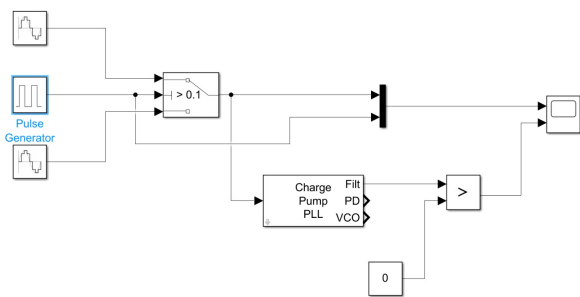 > 0.1
Pulse
Generator
Charge
Pump
PLL
Filt
PD
VCO
>
0